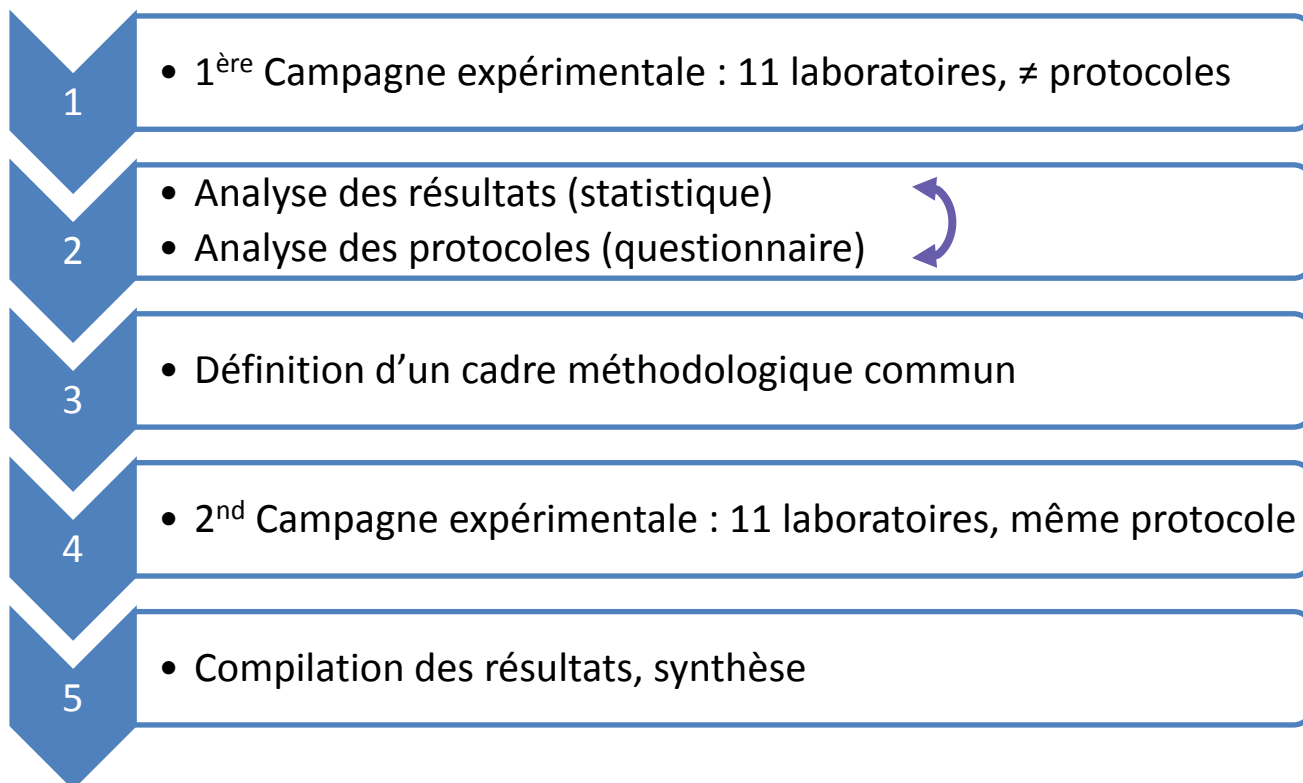 1
• 1ère Campagne expérimentale : 11 laboratoires, ≠ protocoles
2
• Analyse des résultats (statistique)
• Analyse des protocoles (questionnaire)
3
• Définition d’un cadre méthodologique commun
4
• 2nd Campagne expérimentale : 11 laboratoires, même protocole
5
• Compilation des résultats, synthèse